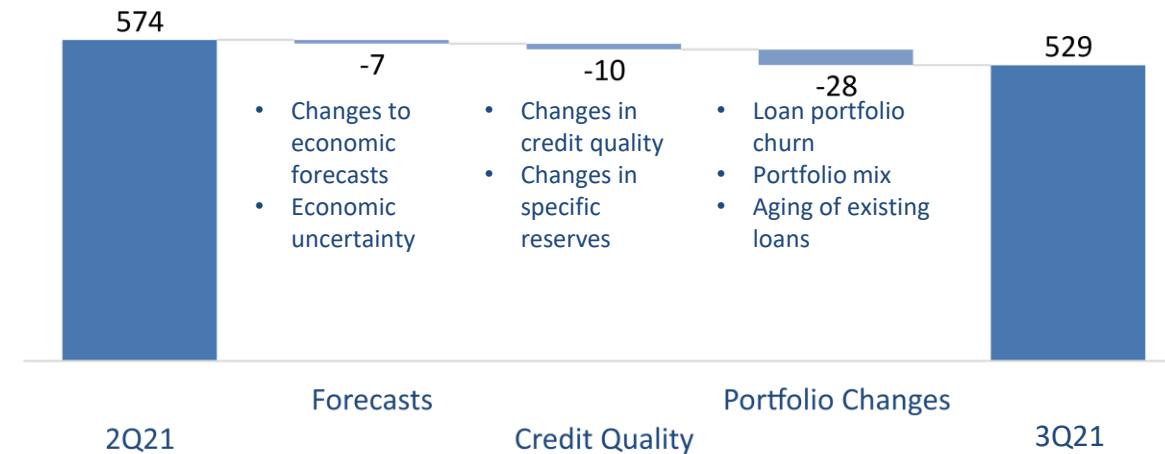 574
-7
-10
-28
529
• Changes to
economic
forecasts
• Economic
uncertainty
• Changes in
credit quality
• Changes in
specific
reserves
• Loan portfolio
churn
• Portfolio mix
• Aging of existing
loans
2Q21
Forecasts
Credit Quality
Portfolio Changes
3Q21